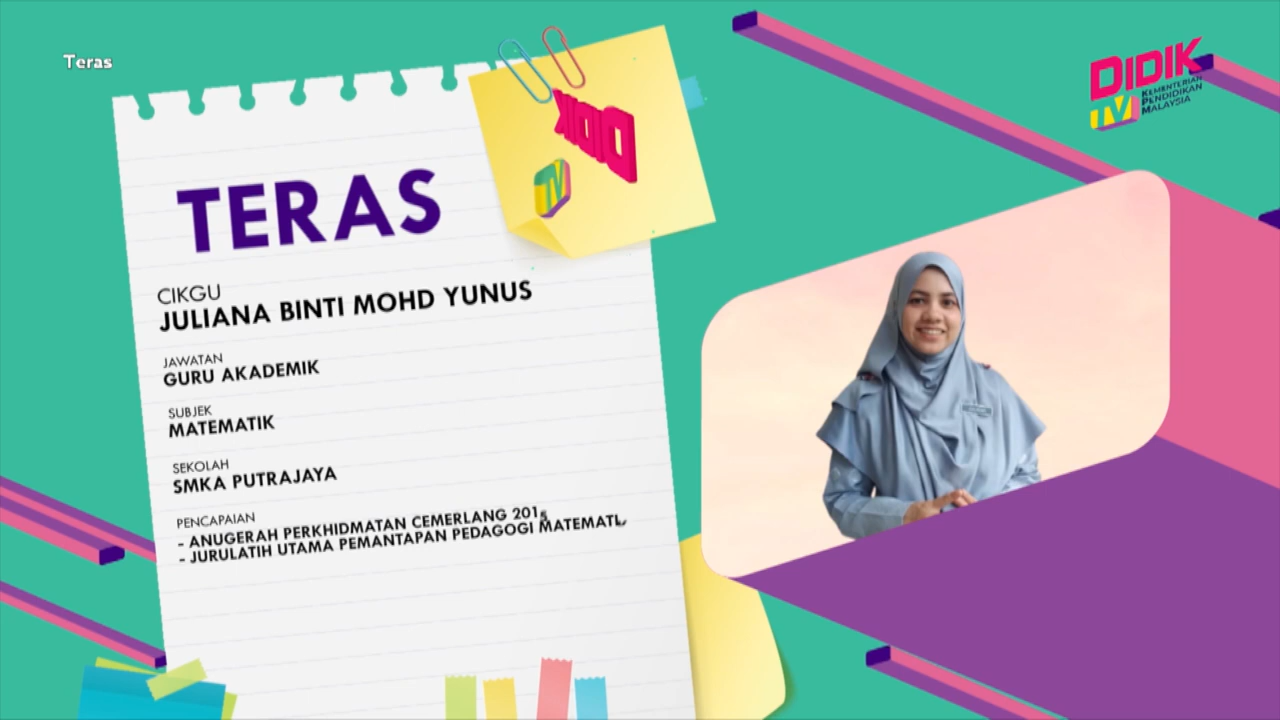 Teras
DIDIK
TV
KEMENTERIAN
PENDIDIKAN
MALAYSIA
DIDIK
TV
TERAS
CIKGU
JULIANA BINTI MOHD YUNUS
JAWATAN
GURU AKADEMIK
SUBJEK
MATEMATIK
SEKOLAH
SMKA PUTRAJAYA
PENCAPAIAN
- ANUGERAH PERKHIDMATAN CEMERLANG
- JURULATIH UTAMA PEMANTAPAN PEDAGOGI